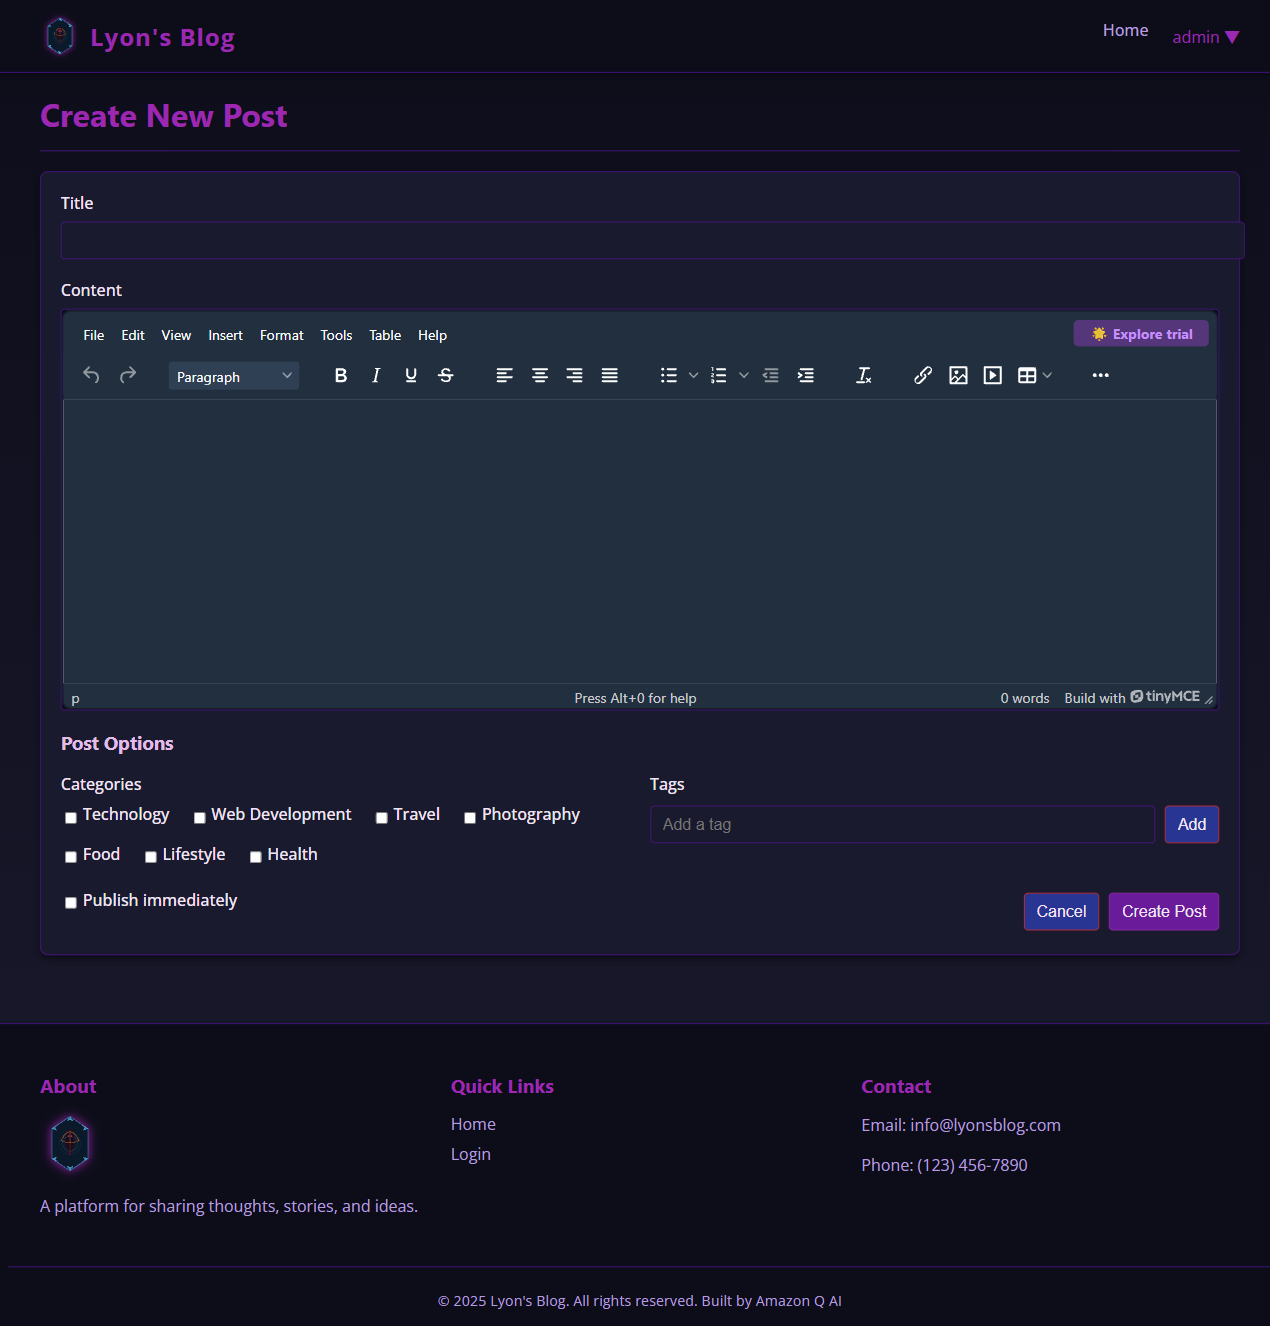 Lyon's Blog
Home
admin ▼
Create New Post
Title
Content
File Edit View Insert Format Tools Table Help
Explore trial
Paragraph
p
Press Alt+0 for help
0 words
Build with tinyMCE
Post Options
Categories
Technology Web Development Travel Photography
Food Lifestyle Health
Tags
Add a tag
Add
Publish immediately
Cancel
Create Post
About
A platform for sharing thoughts, stories, and ideas.
Quick Links
Home
Login
Contact
Email: info@lyonsblog.com
Phone: (123) 456-7890
© 2025 Lyon's Blog. All rights reserved. Built by Amazon Q AI